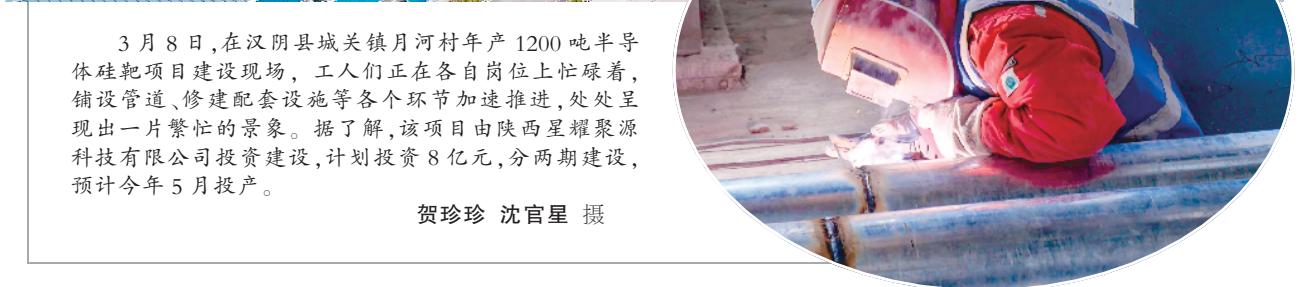 3月8日,在汉阴县城关镇月河村年产1200吨半导
体硅靶项目建设现场，工人们正在各自岗位上忙碌着，
铺设管道、修建配套设施等各个环节加速推进,处处呈
现出一片繁忙的景象。据了解,该项目由陕西星耀聚源
科技有限公司投资建设,计划投资8亿元,分两期建设，
预计今年5月投产。
贺珍珍 沈官星 摄